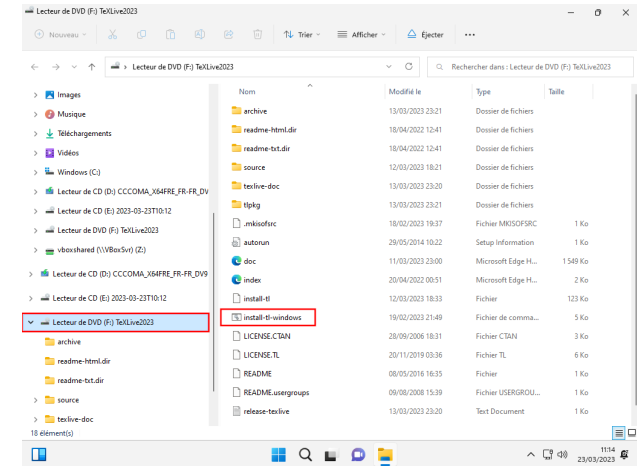 Lecteur de DVD (F:) TeXLive2023
Nouveau
Trier
Afficher
Éjecter
Lecteur de DVD (F:) TeXLive2023
Rechercher dans : Lecteur de DVD (F:) TeXLive2023
Images
Musique
Téléchargements
Vidéos
Windows (C:)
Lecteur de CD (D:) CCCOMA_X64FRE_FR-FR_DV
Lecteur de CD (E:) 2023-03-23T10:12
Lecteur de DVD (F:) TeXLive2023
vboxshared (\\VBoxSvr) (Z:)
Lecteur de CD (D:) CCCOMA_X64FRE_FR-FR_DV9
Lecteur de CD (E:) 2023-03-23T10:12
Lecteur de DVD (F:) TeXLive2023
archive
readme-html.dir
readme-txt.dir
source
texlive-doc
Nom Modifié le Type Taille
archive 13/03/2023 23:21 Dossier de fichiers
readme-html.dir 18/04/2022 12:41 Dossier de fichiers
readme-txt.dir 18/04/2022 12:41 Dossier de fichiers
source 12/03/2023 18:21 Dossier de fichiers
texlive-doc 13/03/2023 23:20 Dossier de fichiers
tlpkg 13/03/2023 23:21 Dossier de fichiers
.mkisofsrc 18/02/2023 19:37 Fichier MKISOFSRC 1 Ko
autorun 29/05/2014 10:22 Setup Information 1 Ko
doc 11/03/2023 23:00 Microsoft Edge H... 1 549 Ko
index 20/04/2022 00:51 Microsoft Edge H... 2 Ko
install-tl 12/03/2023 18:33 Fichier 123 Ko
install-tl-windows 19/02/2023 21:49 Fichier de comma... 5 Ko
LICENSE.CTAN 28/09/2006 18:31 Fichier CTAN 3 Ko
LICENSE.TL 20/11/2019 03:36 Fichier TL 6 Ko
README 08/05/2016 16:35 Fichier 1 Ko
README.usergroups 09/08/2008 15:39 Fichier USERGROU... 1 Ko
release-texlive 13/03/2023 23:20 Text Document 1 Ko
18 élément(s)
11:14
23/03/2023